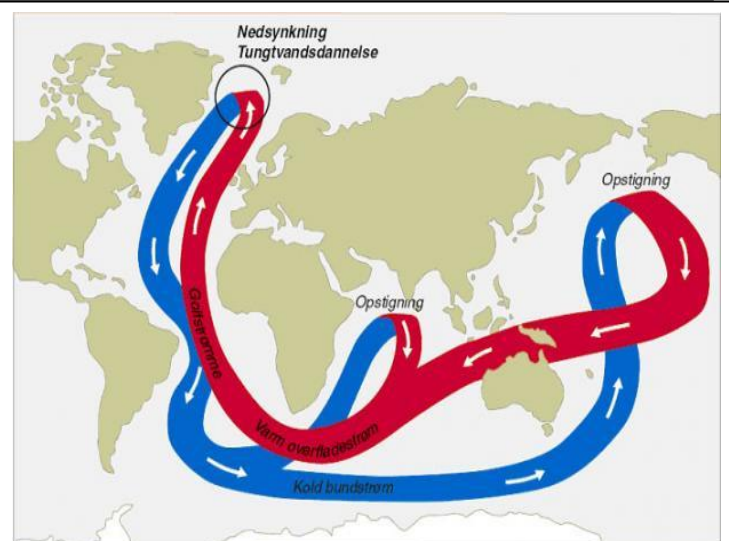 Nedsynkning
Tungtvandsdannelse
Opstigning
Opstigning
Golfstrømme
Varm overfladestrøm
Kold bundstrøm